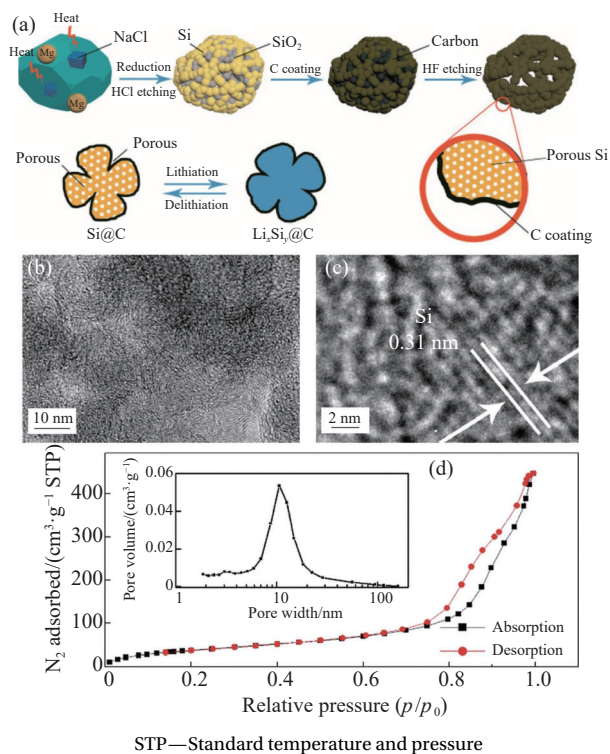 (a)
Heat
NaCl
Heat
Mg
Mg
Reduction
HCl etching
Si
SiO₂
C coating
Carbon
HF etching
Porous
Porous
Si@C
Lithiation
Delithiation
LiₓSiᵧ@C
Porous Si
C coating
(b)
10 nm
(c)
Si
0.31 nm
2 nm
(d)
N₂ adsorbed/(cm³·g⁻¹ STP)
400
300
200
100
0
Pore volume/(cm³·g⁻¹)
0.06
0.04
0.02
0
1 10 100
Pore width/nm
Absorption
Desorption
0 0.2 0.4 0.6 0.8 1.0
Relative pressure (p/p₀)
STP—Standard temperature and pressure